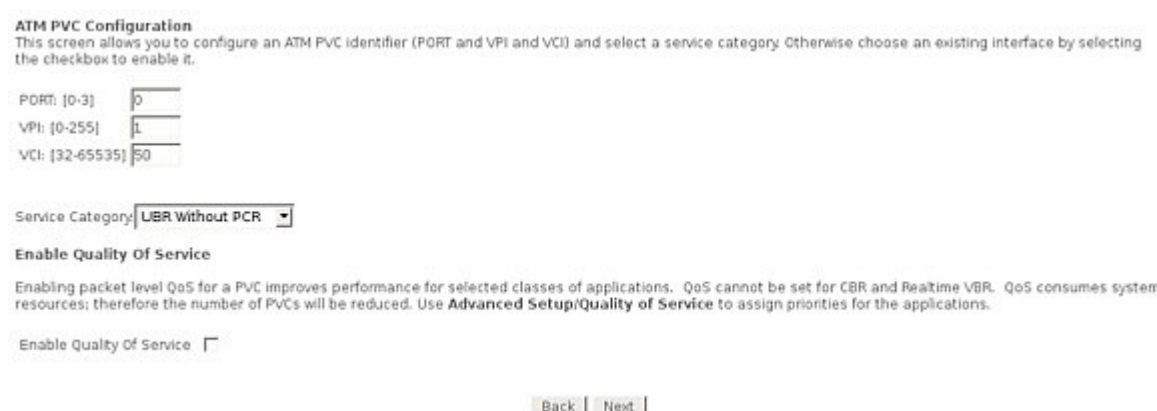 ATM PVC Configuration
This screen allows you to configure an ATM PVC identifier (PORT and VPI and VCI) and select a service category. Otherwise choose an existing interface by selecting
the checkbox to enable it.
PORT: [0-3] 0
VPI: [0-255] 1
VCI: [32-65535] 50
Service Category: UBR Without PCR
Enable Quality Of Service
Enabling packet level QoS for a PVC improves performance for selected classes of applications. QoS cannot be set for CBR and Realtime VBR. QoS consumes system
resources; therefore the number of PVCs will be reduced. Use Advanced Setup/Quality of Service to assign priorities for the applications.
Enable Quality Of Service
Back Next